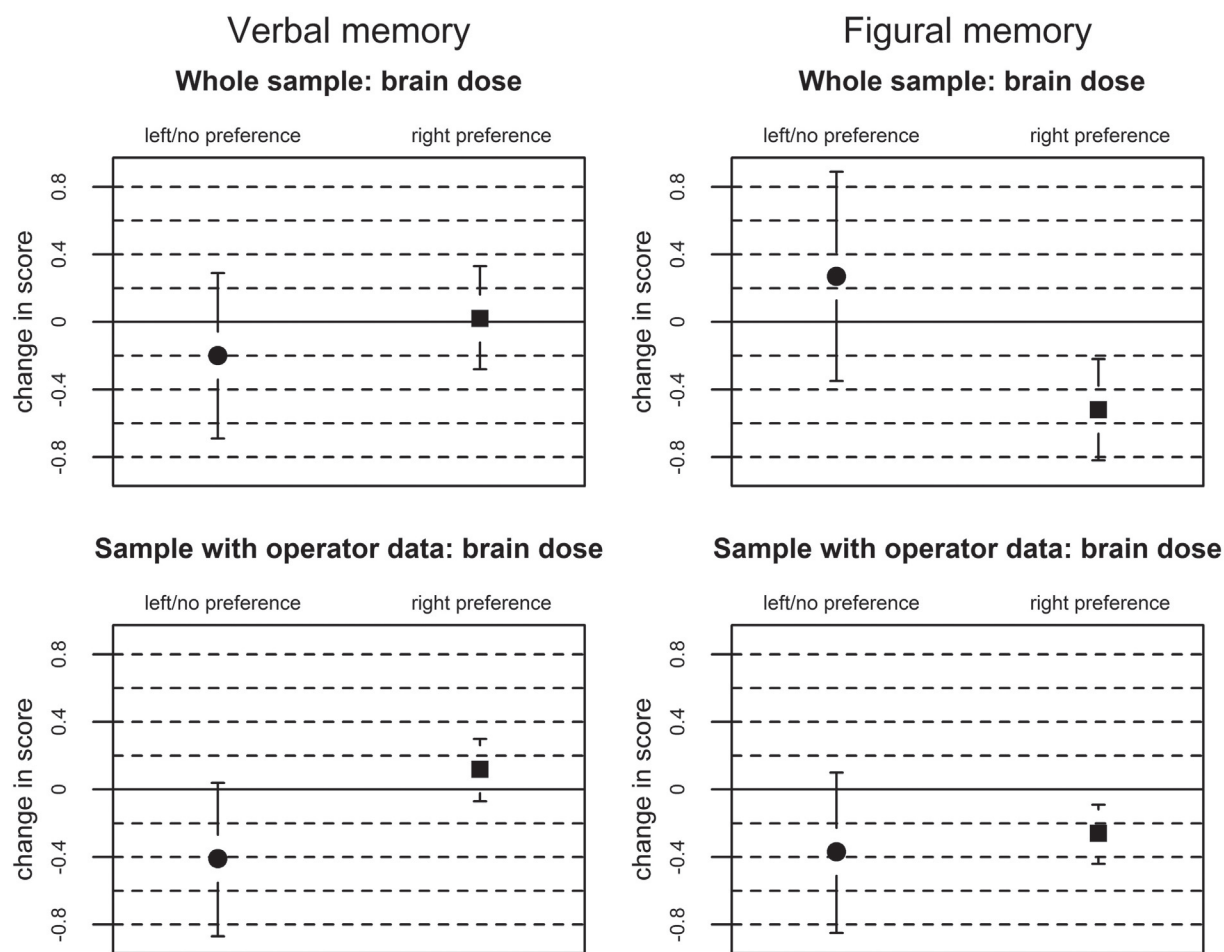 Verbal memory
Whole sample: brain dose
left/no preference right preference
change in score
0.8
0.4
0
-0.4
-0.8
Figural memory
Whole sample: brain dose
left/no preference right preference
change in score
0.8
0.4
0
-0.4
-0.8
Sample with operator data: brain dose
left/no preference right preference
change in score
0.8
0.4
0
-0.4
-0.8
Sample with operator data: brain dose
left/no preference right preference
change in score
0.8
0.4
0
-0.4
-0.8